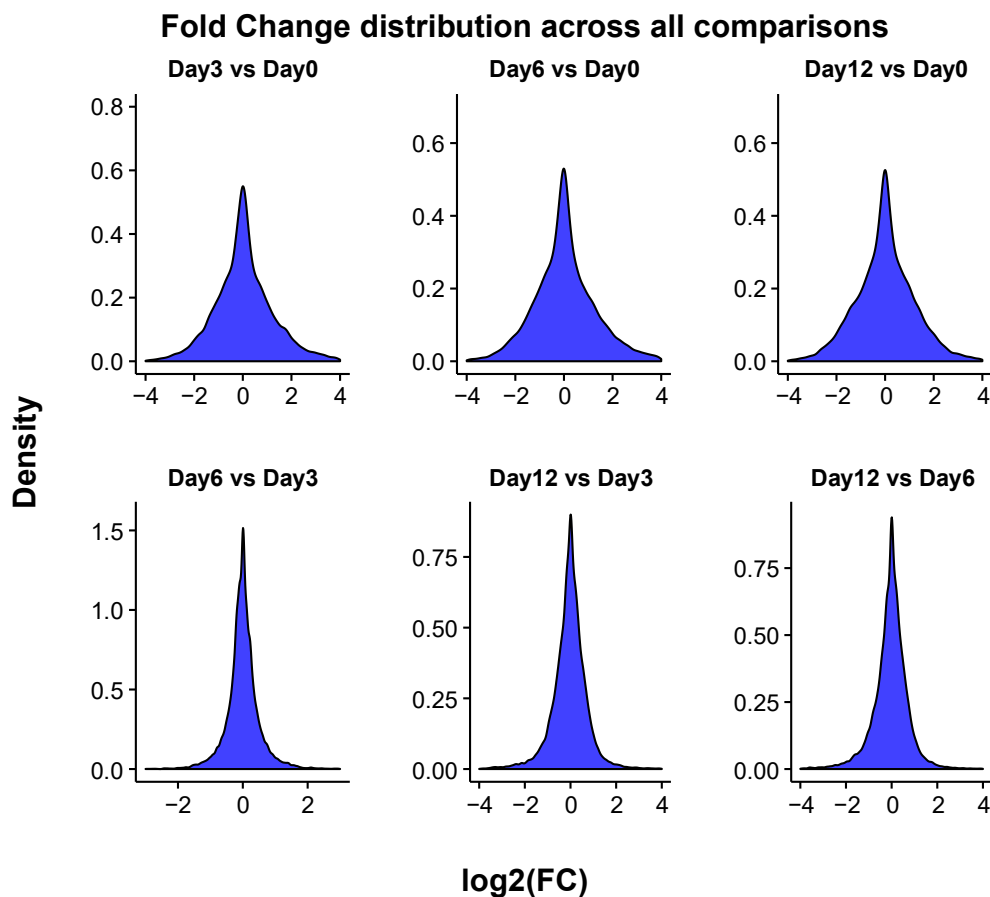 Fold Change distribution across all comparisons
Day3 vs Day0
Day6 vs Day0
Day12 vs Day0
0.8
0.6
0.4
0.2
0.0
−4 −2 0 2 4
0.6
0.4
0.2
0.0
−4 −2 0 2 4
0.6
0.4
0.2
0.0
−4 −2 0 2 4
Density
Day6 vs Day3
Day12 vs Day3
Day12 vs Day6
1.5
1.0
0.5
0.0
−2 0 2
0.75
0.50
0.25
0.00
−4 −2 0 2 4
0.75
0.50
0.25
0.00
−4 −2 0 2 4
log2(FC)